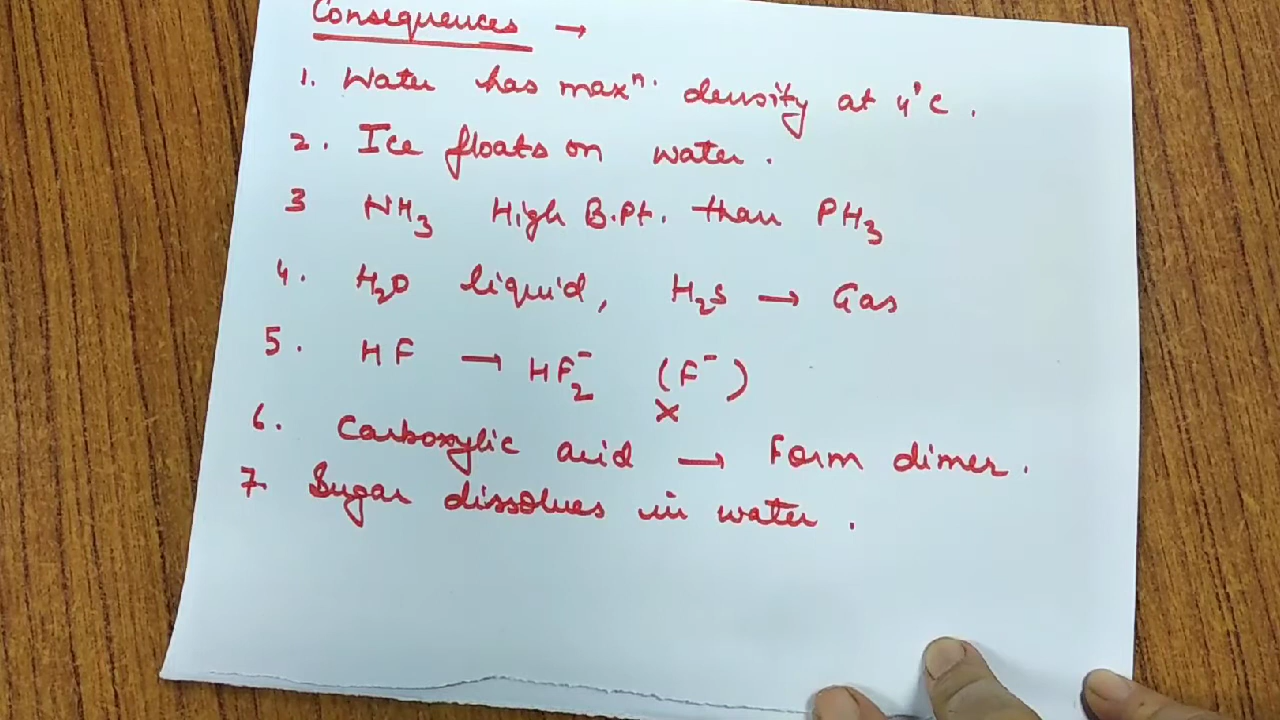 Consequences →
1. Water has maxⁿ. density at 4°C.
2. Ice floats on water.
3 NH₃ High B.Pt. than PH₃
4. H₂O liquid, H₂S → Gas
5. HF → HF₂⁻ (F⁻) ×
6. Carboxylic acid → Form dimer.
7. Sugar dissolves in water.